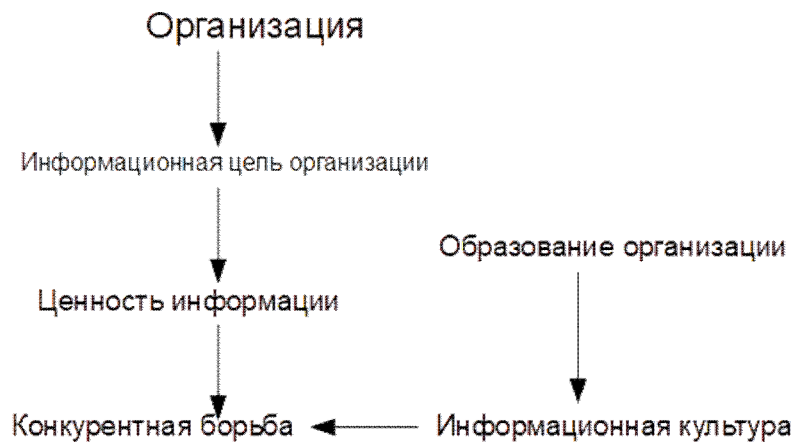 Организация
Информационная цель организации
Образование организации
Ценность информации
Конкурентная борьба
Информационная культура